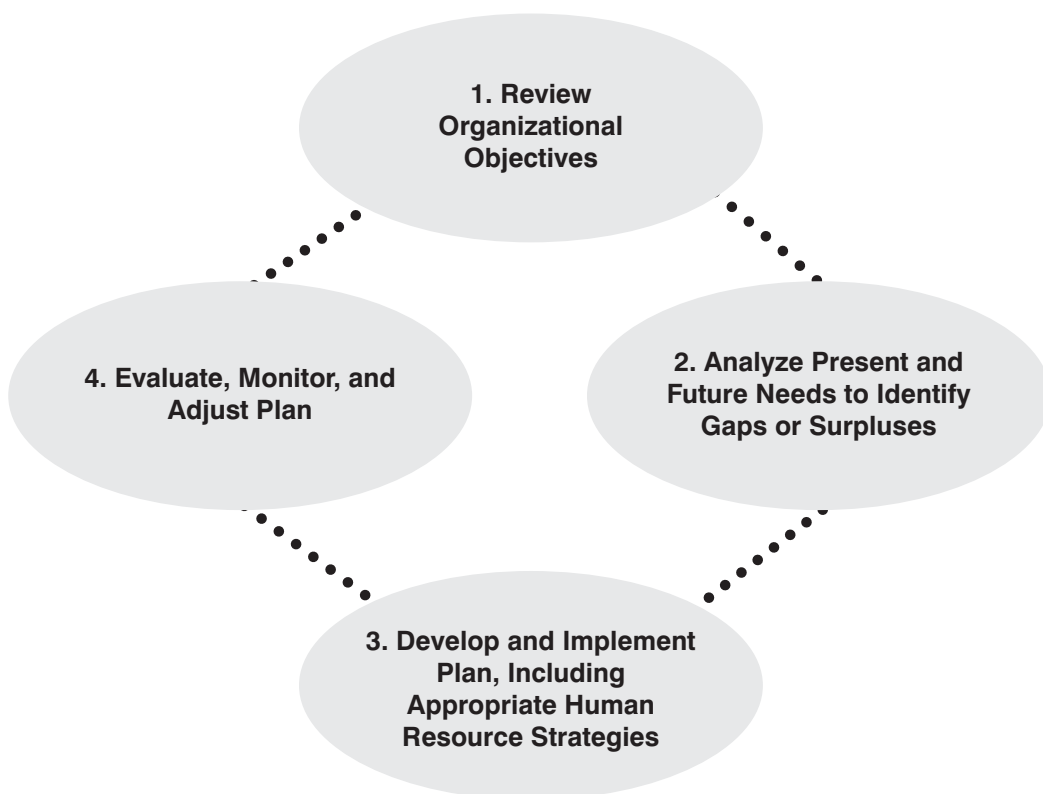 1. Review
Organizational
Objectives
2. Analyze Present and
Future Needs to Identify
Gaps or Surpluses
3. Develop and Implement
Plan, Including
Appropriate Human
Resource Strategies
4. Evaluate, Monitor, and
Adjust Plan